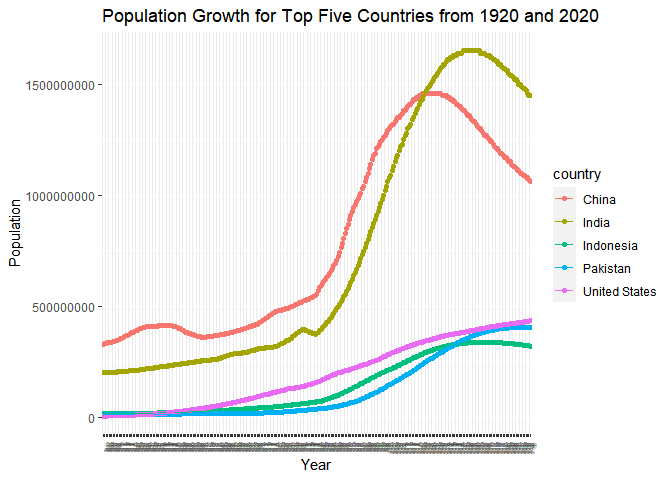 Population Growth for Top Five Countries from 1920 and 2020
1500000000
1000000000
500000000
0
Population
Year
country
China
India
Indonesia
Pakistan
United States